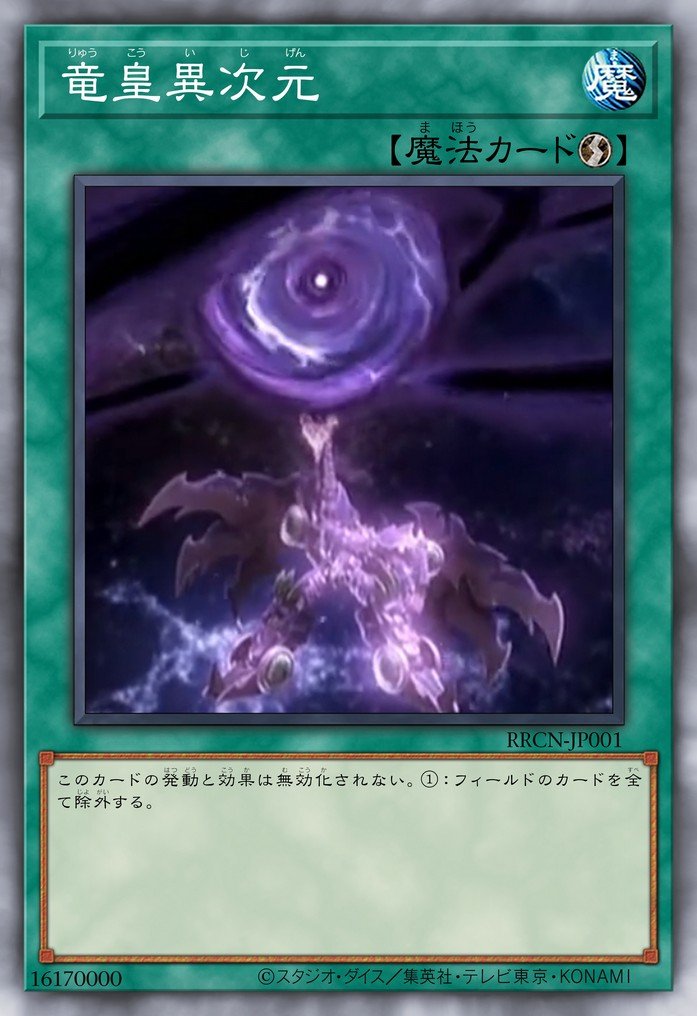 りゅう こう い じ げん
竜皇異次元
魔
ま ほう
【魔法カード】
RRCN-JP001
はつ どう こう か む こう か すべ
このカードの発動と効果は無効化されない。①：フィールドのカードを全
じょ がい
て除外する。
16170000 ©スタジオ・ダイス／集英社・テレビ東京・KONAMI